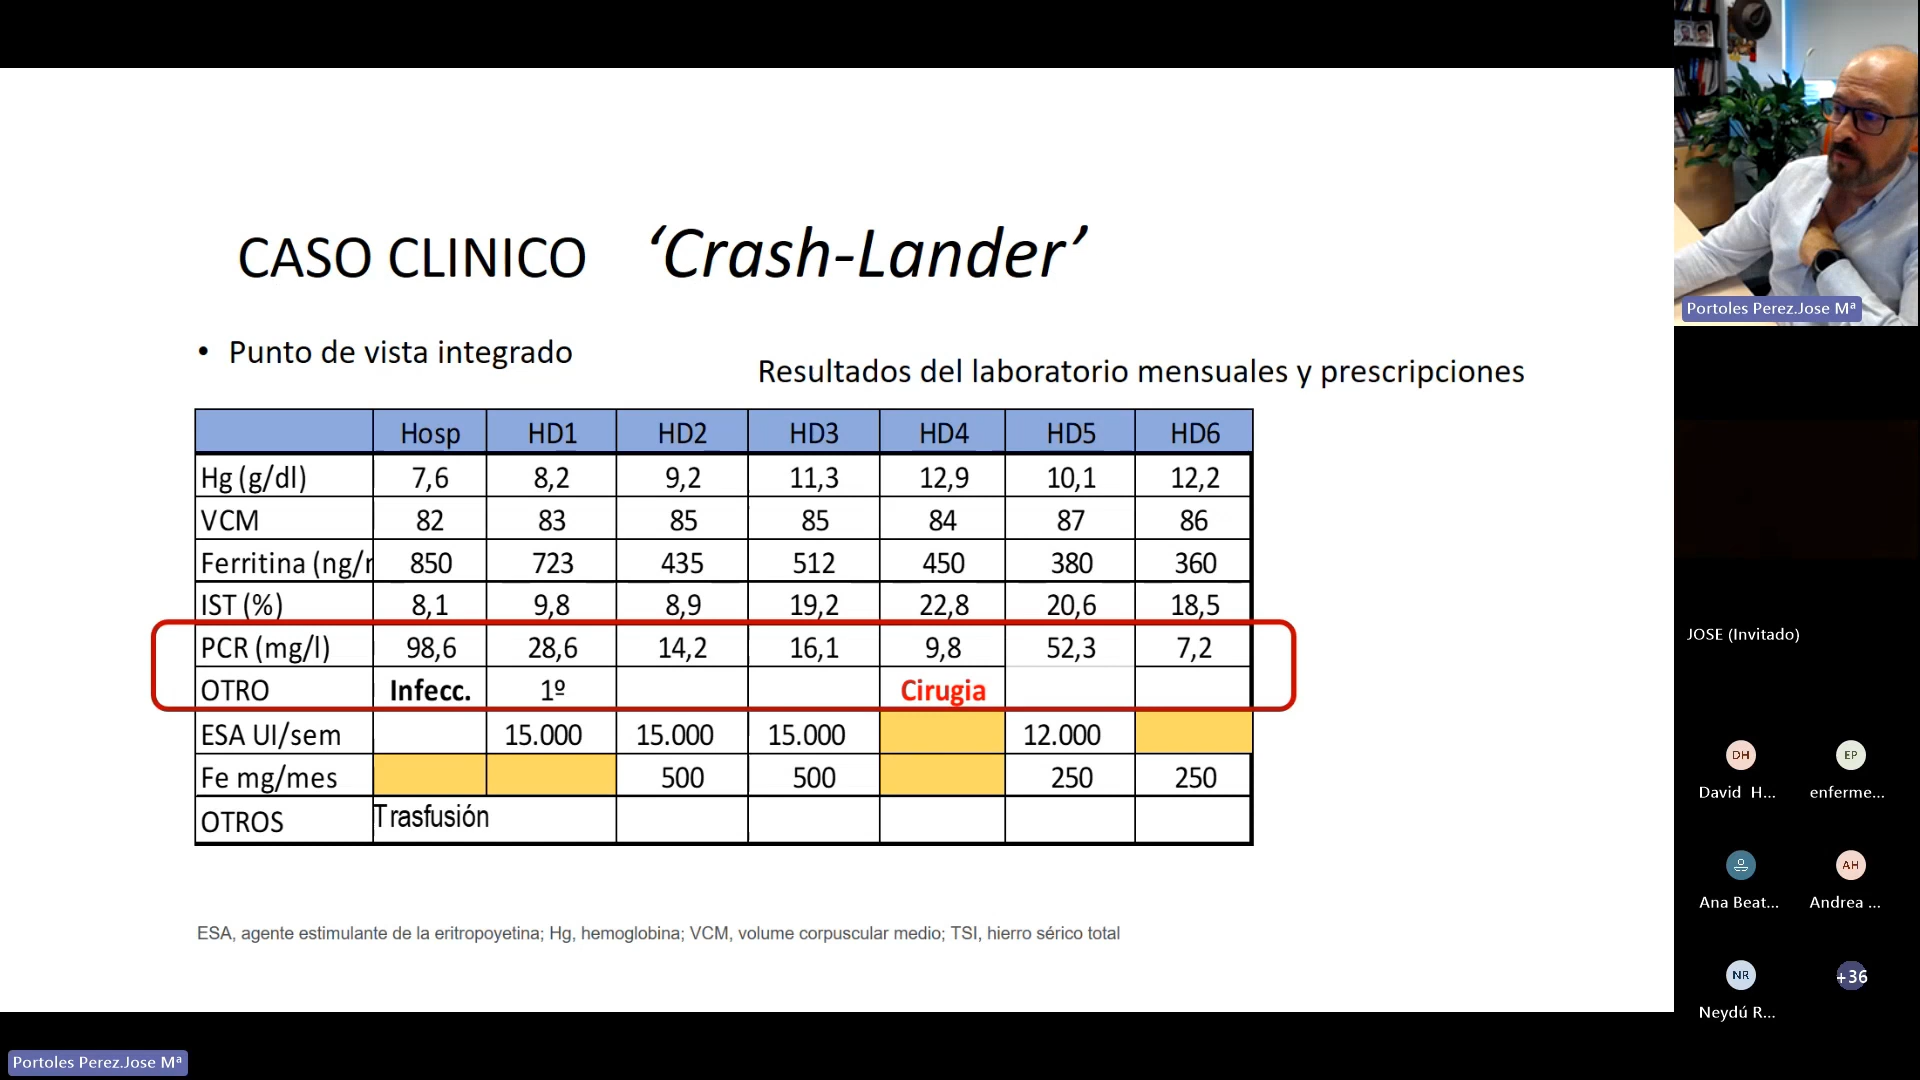 CASO CLINICO ‘Crash-Lander’
• Punto de vista integrado
Resultados del laboratorio mensuales y prescripciones
Hosp HD1 HD2 HD3 HD4 HD5 HD6
Hg (g/dl) 7,6 8,2 9,2 11,3 12,9 10,1 12,2
VCM 82 83 85 85 84 87 86
Ferritina (ng/r 850 723 435 512 450 380 360
IST (%) 8,1 9,8 8,9 19,2 22,8 20,6 18,5
PCR (mg/l) 98,6 28,6 14,2 16,1 9,8 52,3 7,2
OTRO Infecc. 1º Cirugia
ESA UI/sem 15.000 15.000 15.000 12.000
Fe mg/mes 500 500 250 250
OTROS Trasfusión
ESA, agente estimulante de la eritropoyetina; Hg, hemoglobina; VCM, volume corpuscular medio; TSI, hierro sérico total
Portoles Perez.Jose Mª
JOSE (Invitado)
DH EP
David H... enferme...
AH
Ana Beat... Andrea ...
NR +36
Neydú R...
Portoles Perez.Jose Mª